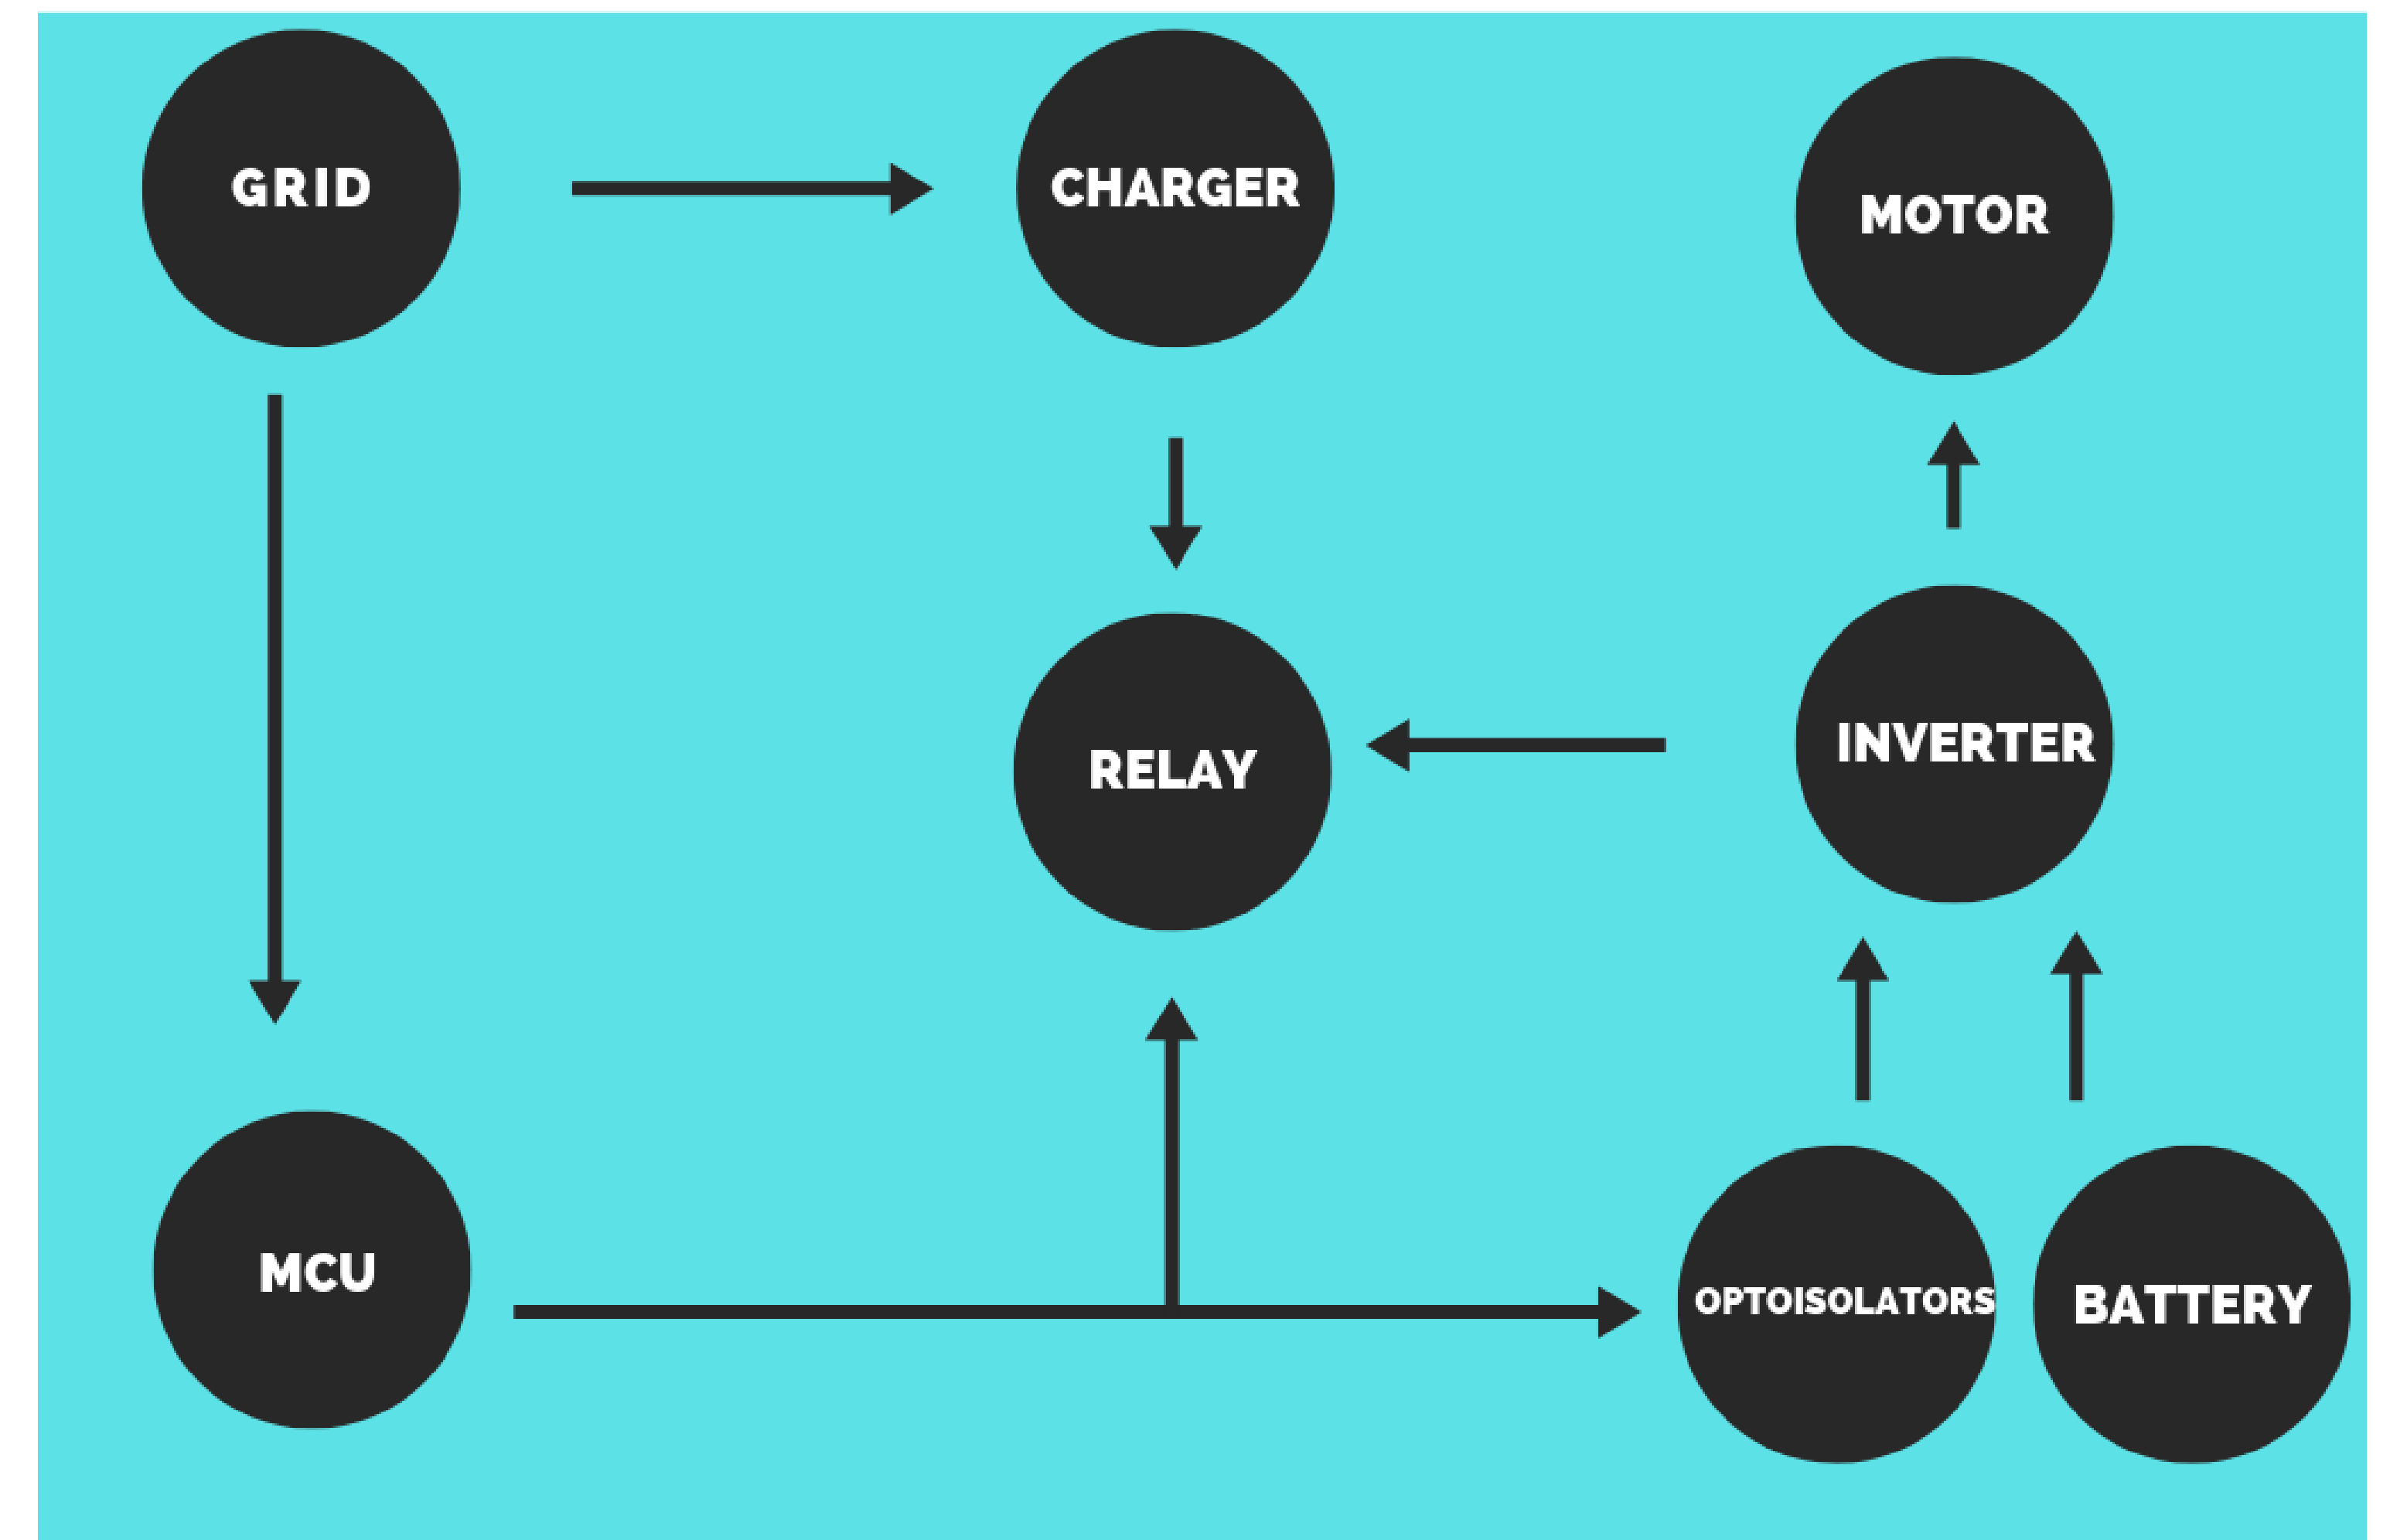 GRID
CHARGER
MOTOR
RELAY
INVERTER
MCU
OPTOISOLATORS
BATTERY